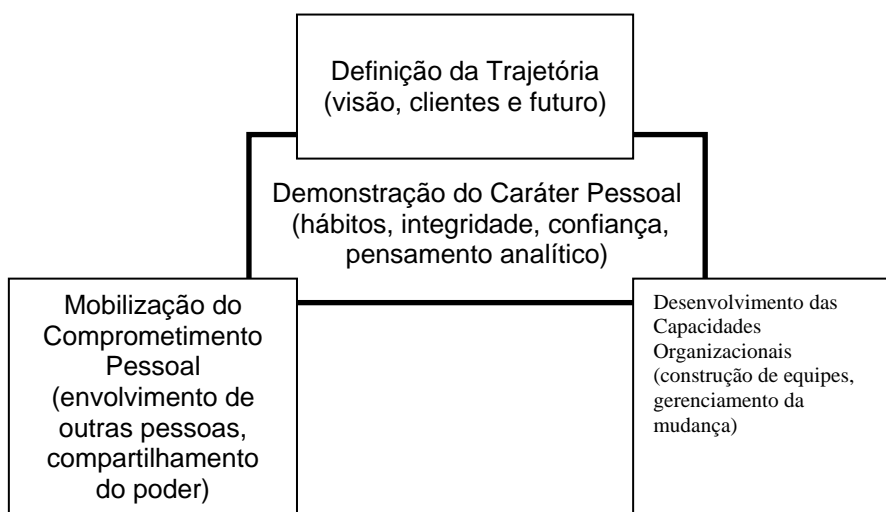 Definição da Trajetória
(visão, clientes e futuro)
Demonstração do Caráter Pessoal
(hábitos, integridade, confiança,
pensamento analítico)
Mobilização do
Comprometimento
Pessoal
(envolvimento de
outras pessoas,
compartilhamento
do poder)
Desenvolvimento das
Capacidades
Organizacionais
(construção de equipes,
gerenciamento da
mudança)